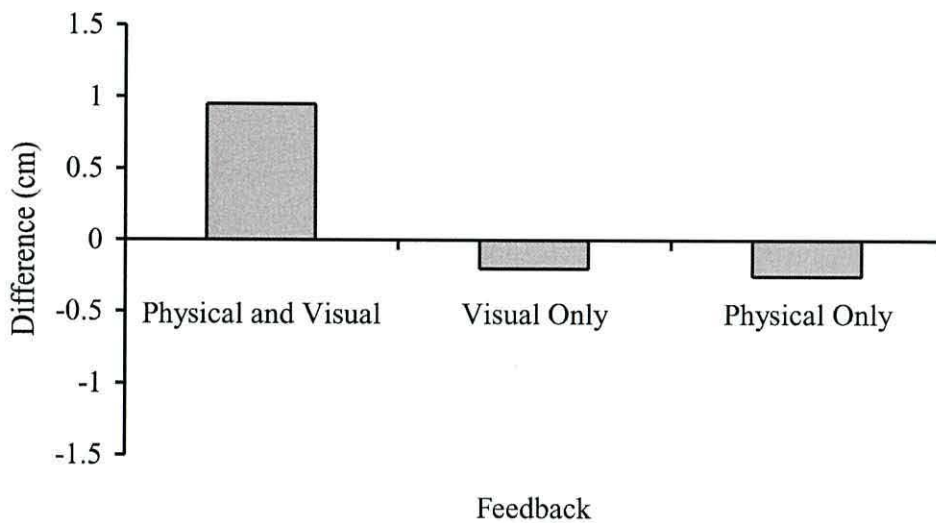 1.5
1
0.5
0
-0.5
-1
-1.5
Difference (cm)
Physical and Visual
Visual Only
Physical Only
Feedback